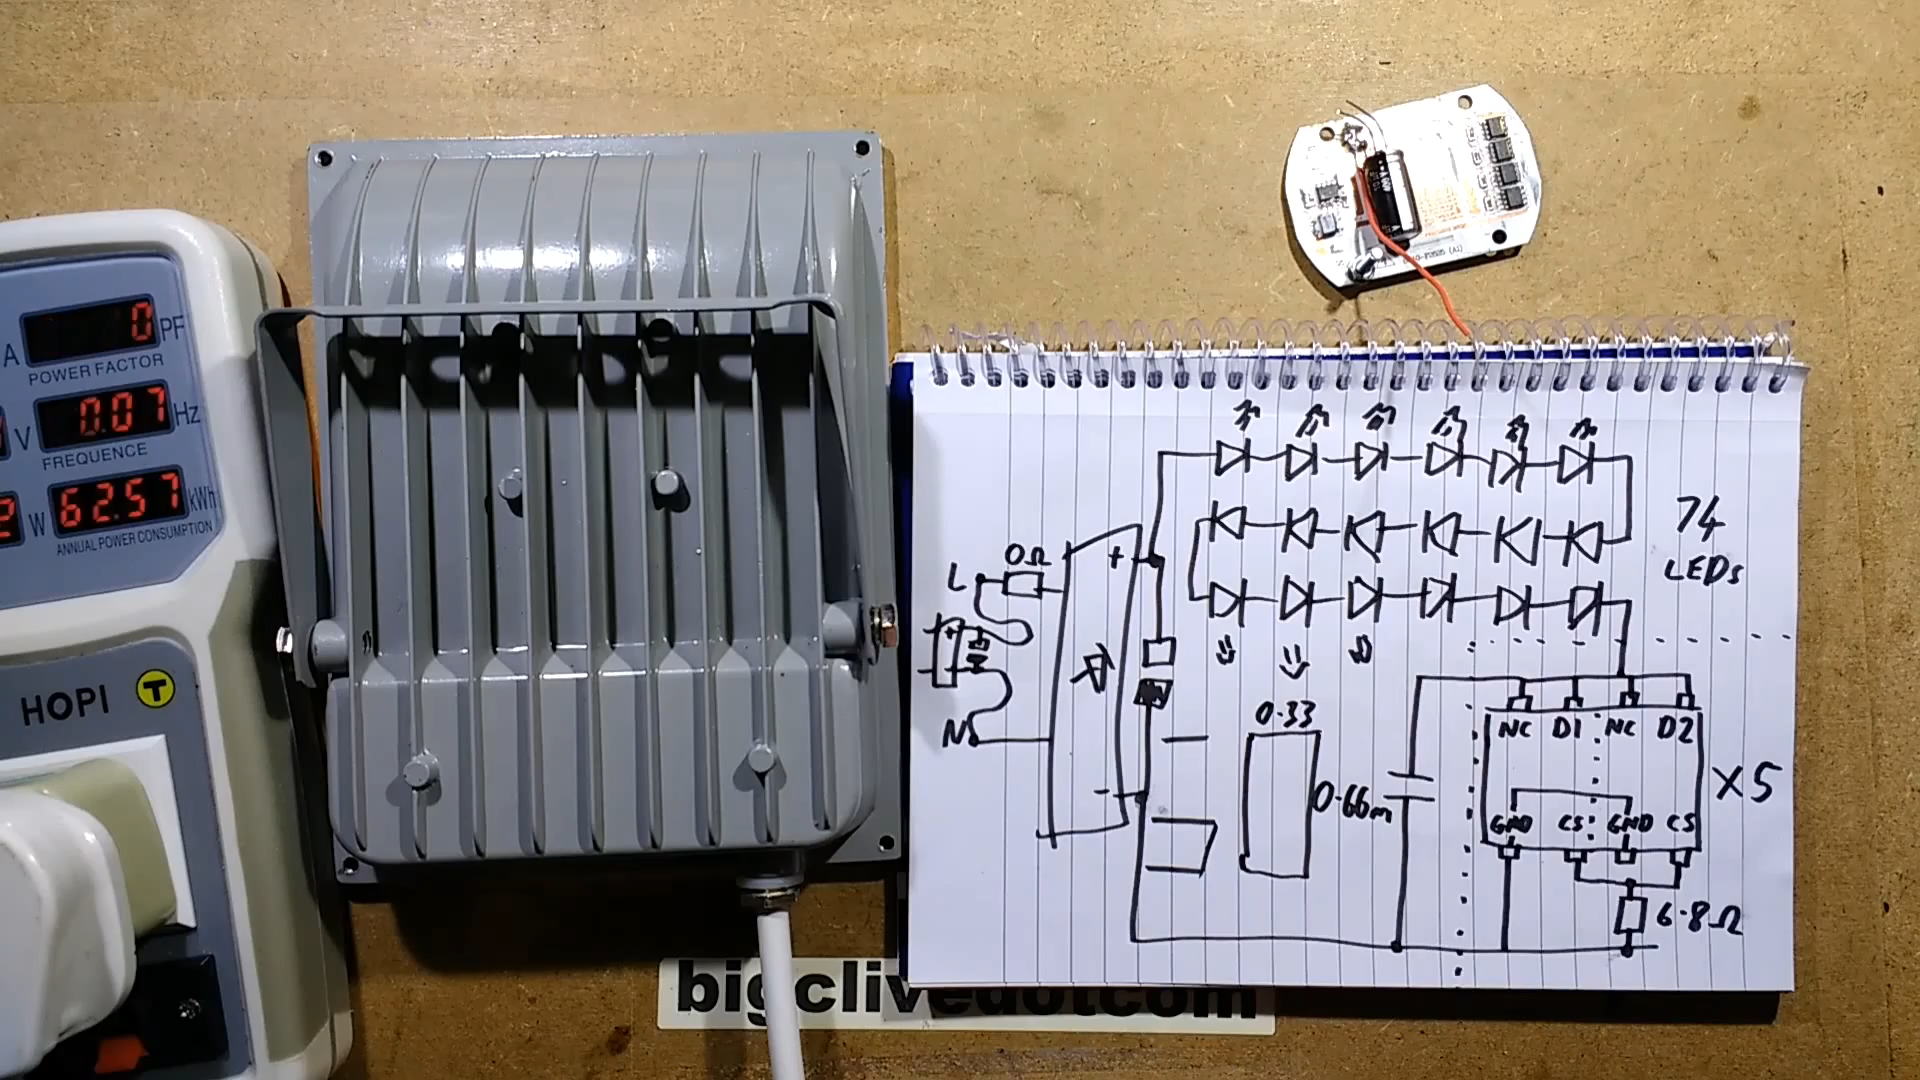 A
0 PF
POWER FACTOR
V
0.07 Hz
FREQUENCE
W
62.57 kWh
ANNUAL POWER CONSUMPTION
HOPI T
74
LEDs
L
0Ω
+
N
-
0.33
0.66m
NC D1 NC D2
GND CS GND CS
X5
6.8Ω
bigclivedotcom